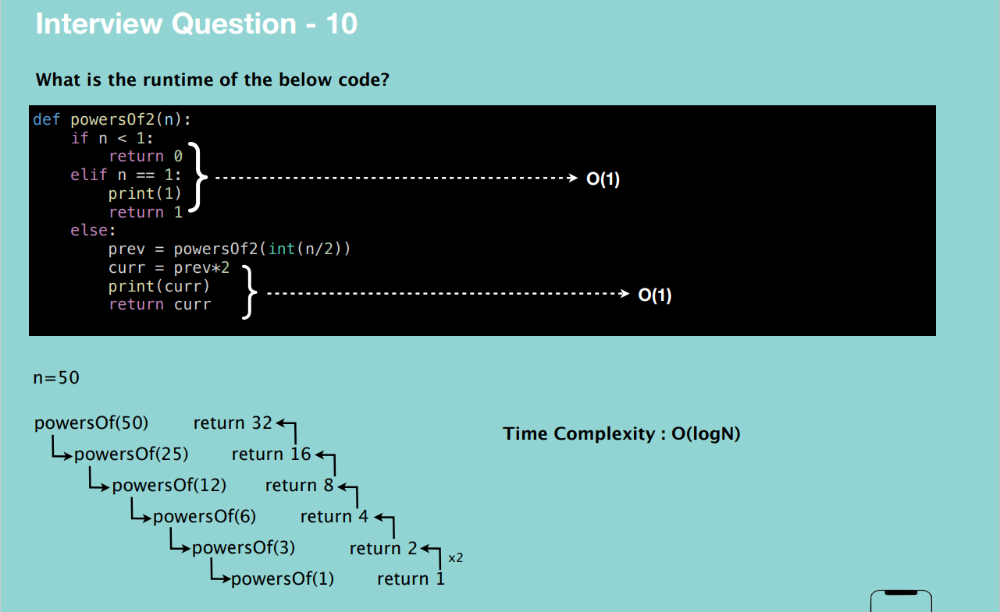 Interview Question - 10
What is the runtime of the below code?
def powersOf2(n):
    if n < 1:
        return 0
    elif n == 1:
        print(1)
        return 1
O(1)
    else:
        prev = powersOf2(int(n/2))
        curr = prev*2
        print(curr)
        return curr
O(1)
n=50
powersOf(50) return 32
powersOf(25) return 16
powersOf(12) return 8
powersOf(6) return 4
powersOf(3) return 2
x2
powersOf(1) return 1
Time Complexity : O(logN)